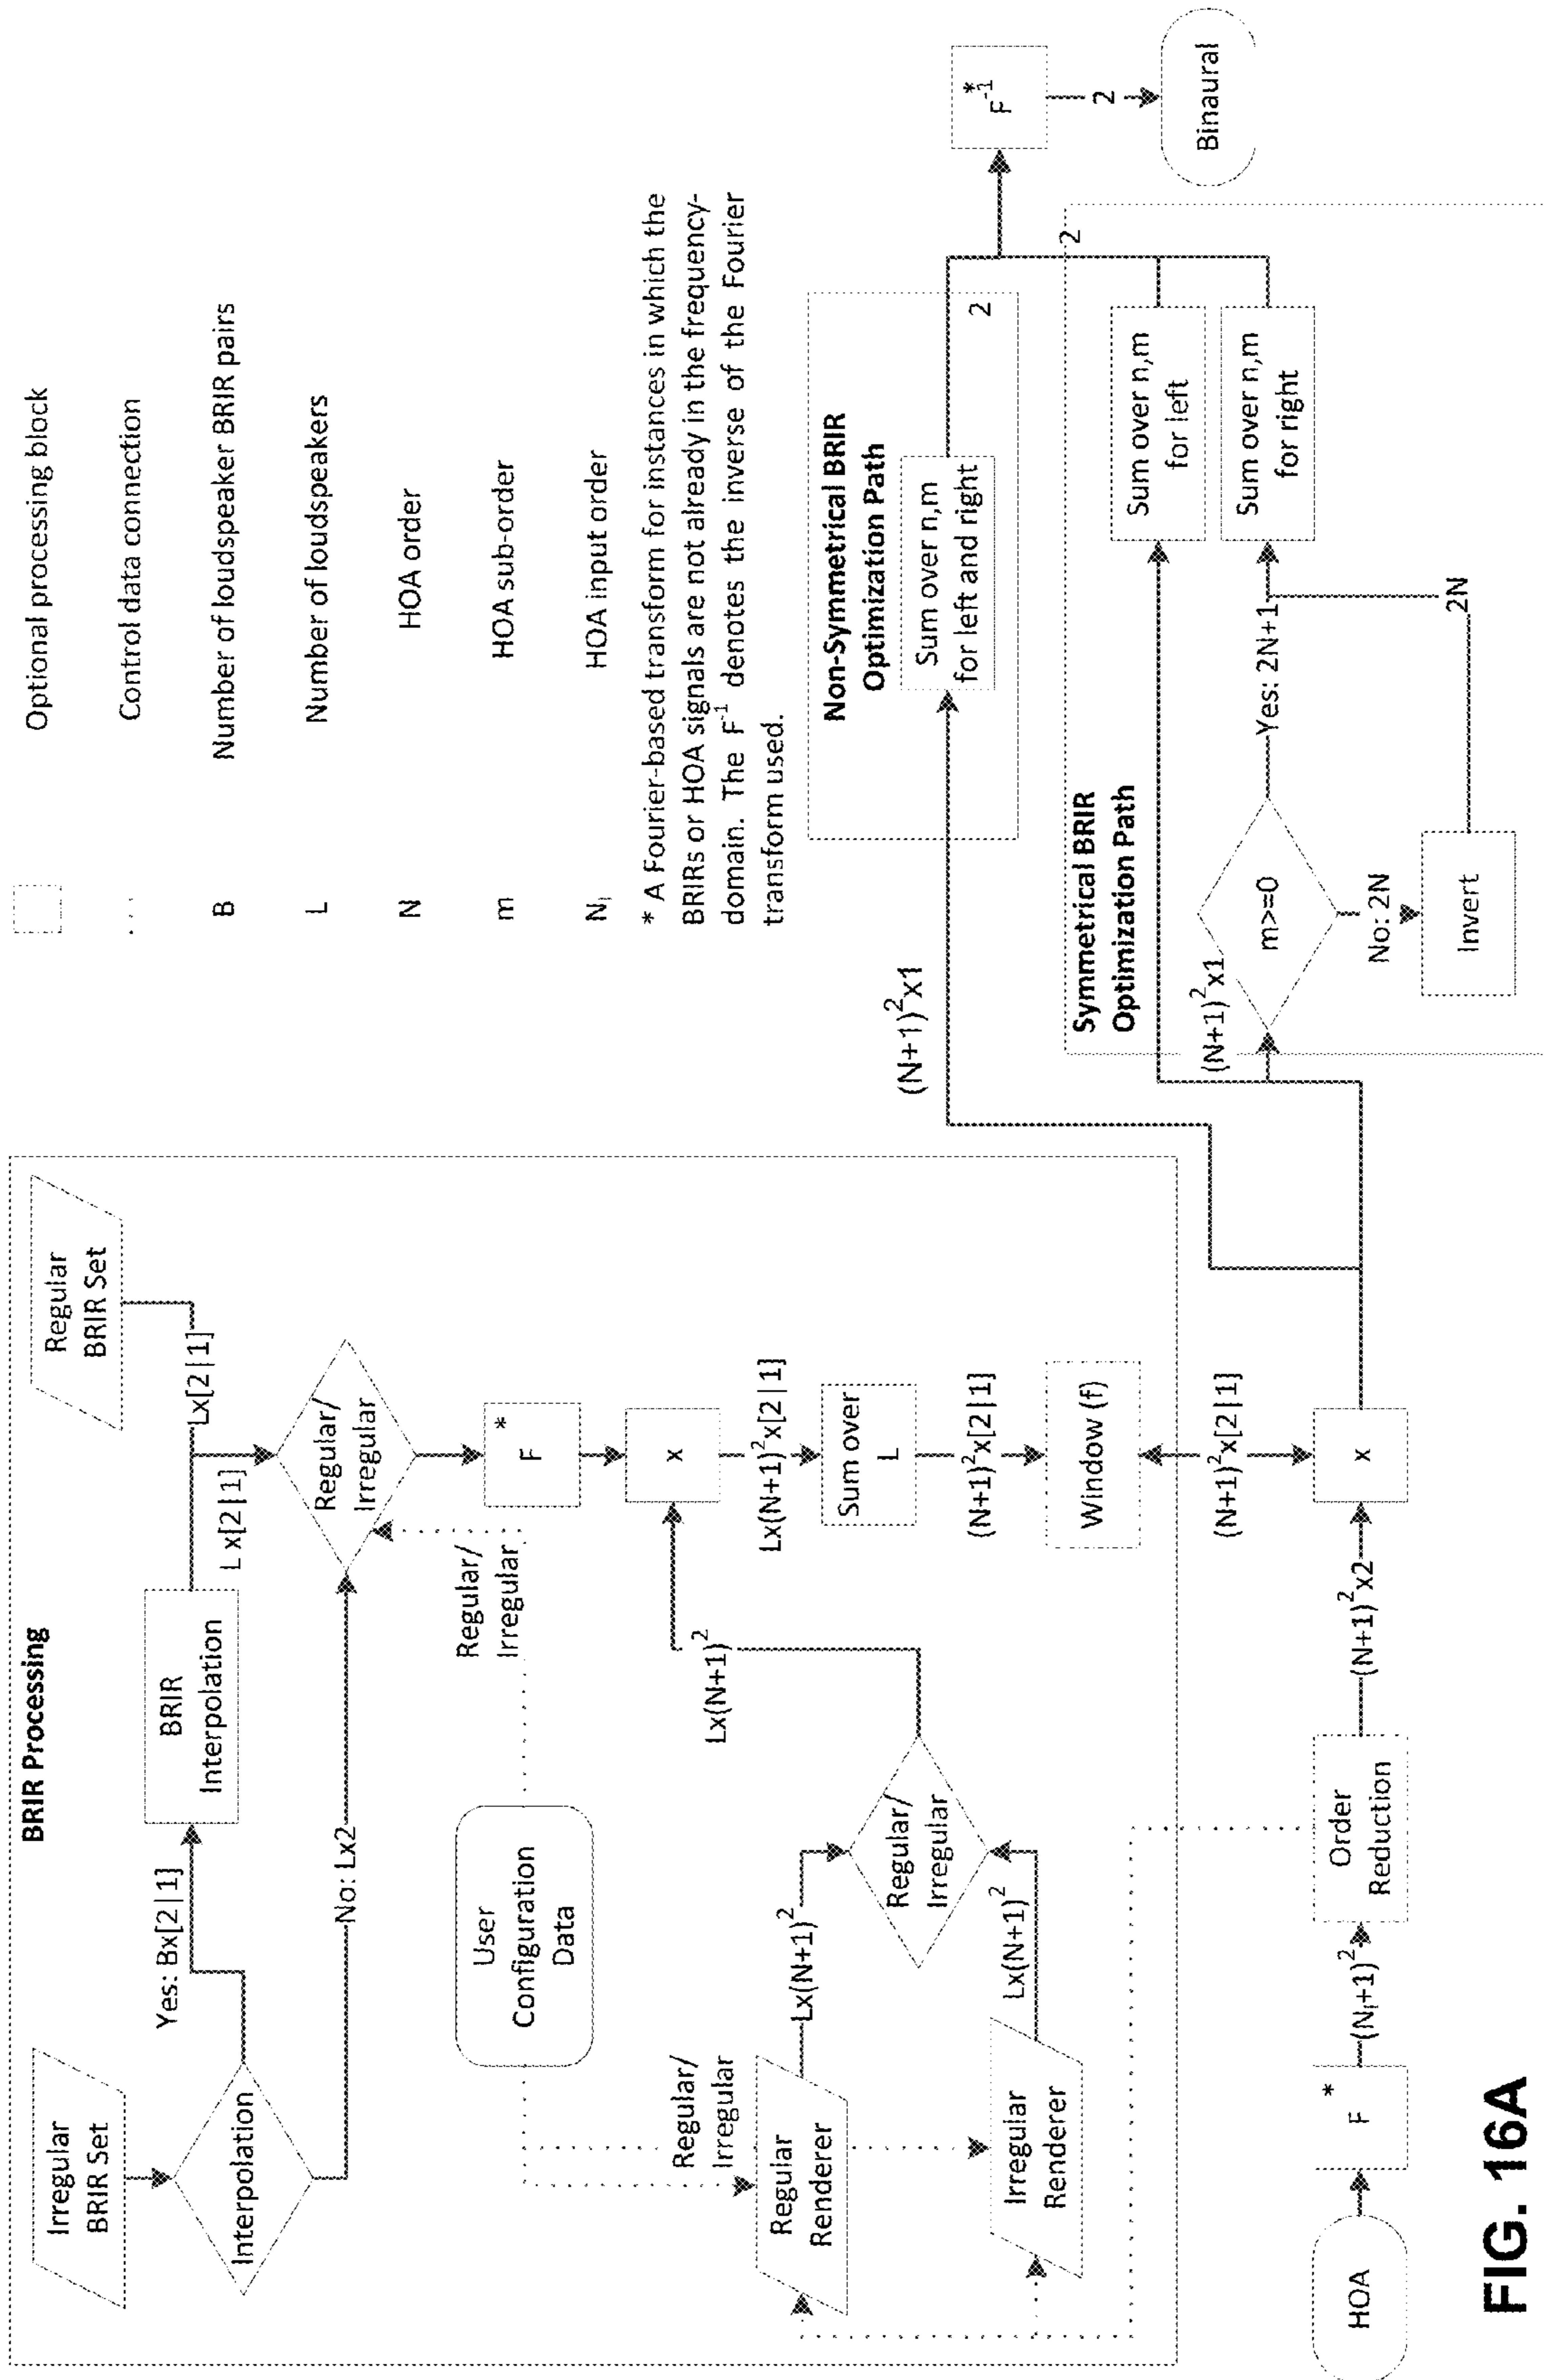 BRIR Processing
Irregular
BRIR Set
Interpolation
Yes: Bx[2|1]
No: Lx2
BRIR
Interpolation
Regular
BRIR Set
Lx[2|1]
Lx[2|1]
Regular/
Irregular
User
Configuration
Data
Regular/
Irregular
Regular/
Irregular
F*
Regular
Renderer
Irregular
Renderer
Lx(N+1)²
Lx(N+1)²
Regular/
Irregular
Lx(N+1)²
x
Lx(N+1)²x[2|1]
Sum over
L
(N+1)²x[2|1]
Window (f)
(N+1)²x[2|1]
HOA
F*
(Nᵢ+1)²
Order
Reduction
(N+1)²x2
x
Optional processing block
Control data connection
B Number of loudspeaker BRIR pairs
L Number of loudspeakers
N HOA order
m HOA sub-order
Nᵢ HOA input order
* A Fourier-based transform for instances in which the
BRIRs or HOA signals are not already in the frequency-
domain. The F⁻¹ denotes the inverse of the Fourier
transform used.
(N+1)²x1
Non-Symmetrical BRIR
Optimization Path
Sum over n,m
for left and right
2
Symmetrical BRIR
Optimization Path
(N+1)²x1
m>=0
Yes: 2N+1
No: 2N
Invert
2N
Sum over n,m
for left
Sum over n,m
for right
2
F⁻¹*
2
Binaural
FIG. 16A